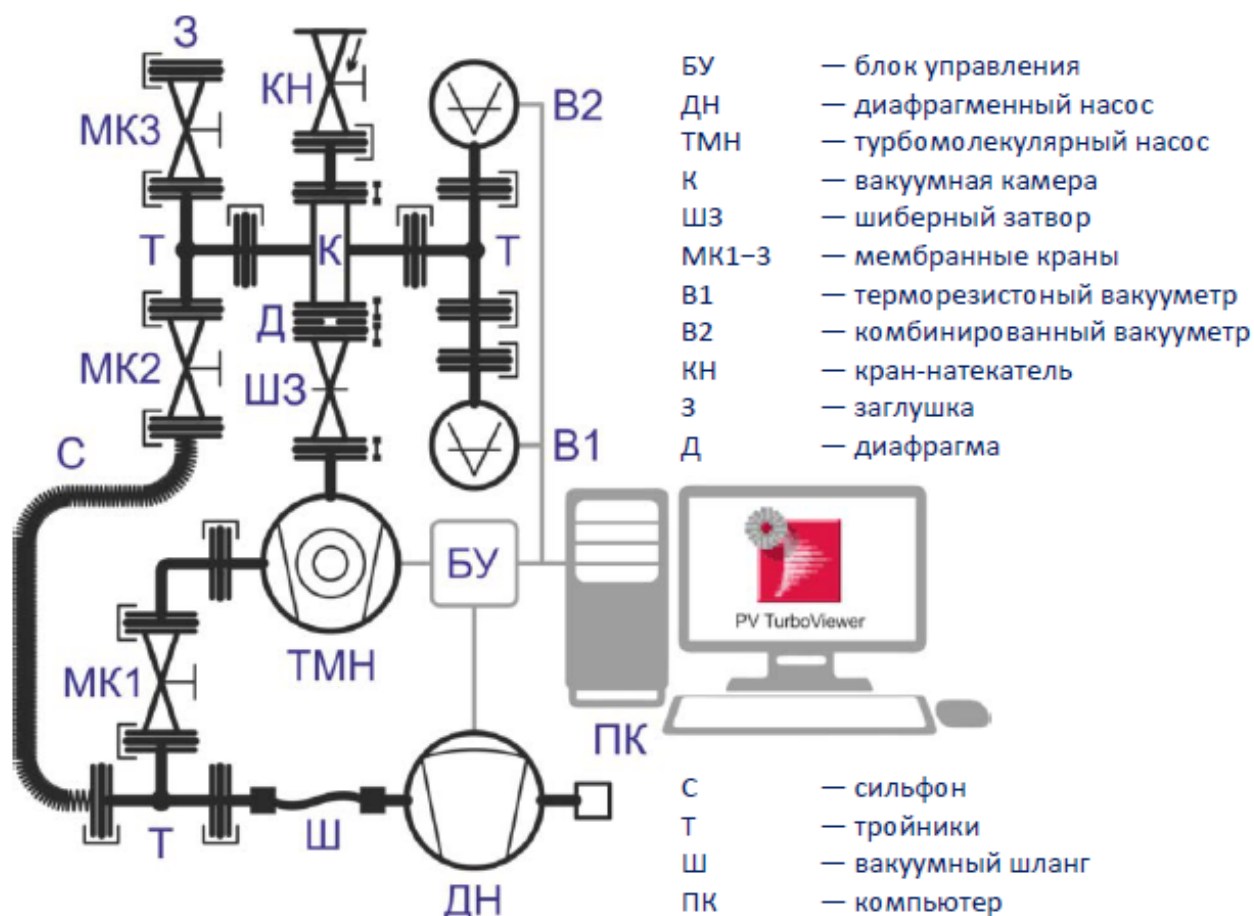 З
КН
МК3
В2
Т
К
Т
Д
МК2
ШЗ
С
В1
БУ
PV TurboViewer
ТМН
МК1
ПК
Т
Ш
ДН
БУ — блок управления
ДН — диафрагменный насос
ТМН — турбомолекулярный насос
К — вакуумная камера
ШЗ — шиберный затвор
МК1–3 — мембранные краны
В1 — терморезистоный вакууметр
В2 — комбинированный вакууметр
КН — кран-натекатель
З — заглушка
Д — диафрагма
С — сильфон
Т — тройники
Ш — вакуумный шланг
ПК — компьютер